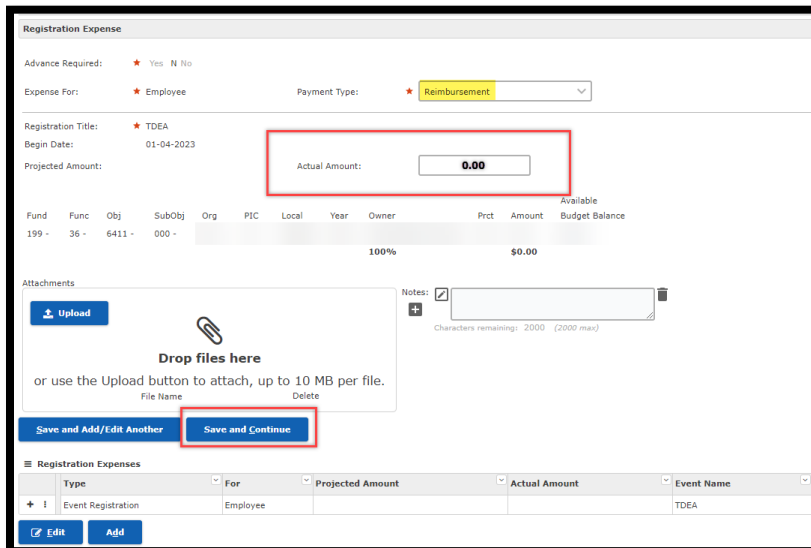 Registration Expense
Advance Required: ★ Yes N No
Expense For: ★ Employee Payment Type: ★ Reimbursement
Registration Title: ★ TDEA
Begin Date: 01-04-2023
Projected Amount: Actual Amount: 0.00
Available
Fund Func Obj SubObj Org PIC Local Year Owner Prct Amount Budget Balance
199 - 36 - 6411 - 000 -
100% $0.00
Attachments
Notes:
Upload
Characters remaining: 2000 (2000 max)
Drop files here
or use the Upload button to attach, up to 10 MB per file.
File Name Delete
Save and Add/Edit Another Save and Continue
Registration Expenses
Type For Projected Amount Actual Amount Event Name
Event Registration Employee TDEA
Edit Add